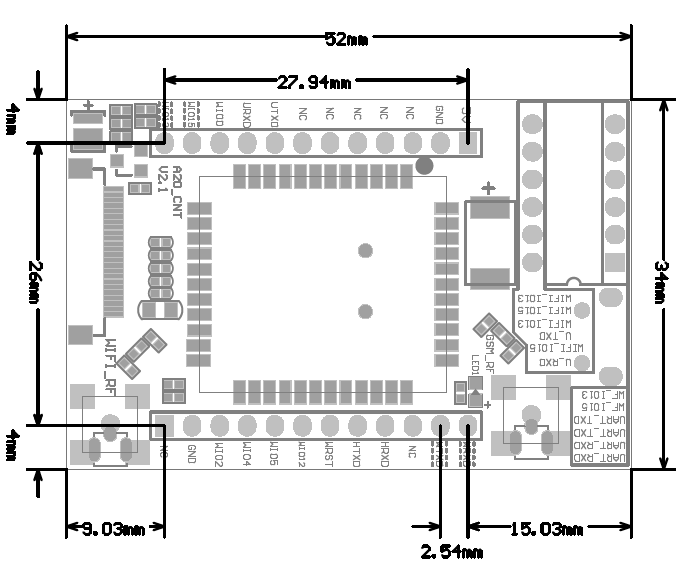 52mm
27.94mm
4mm
WIO15
WIO0
URXD
UTXD
NC
NC
NC
NC
NC
GND
5V
+
A20_CNT
V2.1
+
26mm
34mm
WIFI_IO13
WIFI_IO15
WIFI_IO13
U_TXD
WIFI_IO15
U_RXD
WIFI_RF
GSM_RF
LED1
+
WF_IO13
WF_IO15
UART_TXD
UART_RXD
UART_TXD
UART_RXD
4mm
NC
GND
WIO2
WIO4
WIO5
WIO12
WRST
HTXD
HRXD
NC
9.03mm
15.03mm
2.54mm